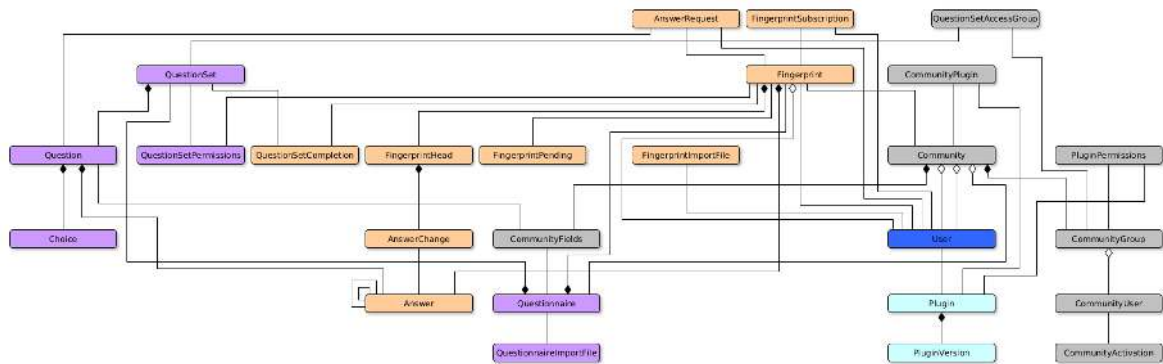 AnswerRequest
FingerprintSubscription
QuestionSetAccessGroup
QuestionSet
Fingerprint
CommunityPlugin
Question
QuestionSetPermissions
QuestionSetCompletion
FingerprintHead
FingerprintPending
FingerprintImportFile
Community
PluginPermissions
Choice
AnswerChange
CommunityFields
User
CommunityGroup
Answer
Questionnaire
Plugin
CommunityUser
QuestionnaireImportFile
PluginVersion
CommunityActivation